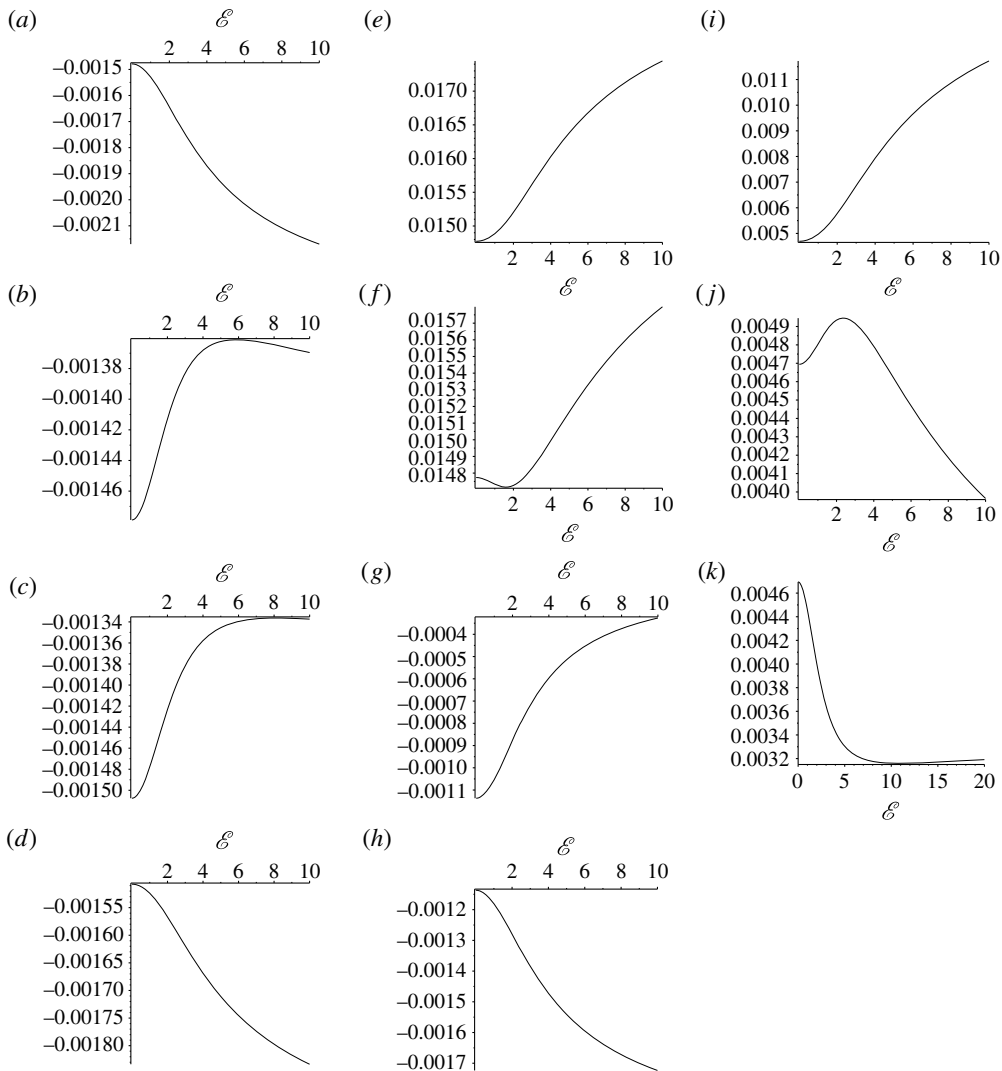 (a)
ℰ
2 4 6 8 10
–0.0015
–0.0016
–0.0017
–0.0018
–0.0019
–0.0020
–0.0021
(e)
0.0170
0.0165
0.0160
0.0155
0.0150
2 4 6 8 10
ℰ
(i)
0.011
0.010
0.009
0.008
0.007
0.006
0.005
2 4 6 8 10
ℰ
(b)
ℰ
2 4 6 8 10
–0.00138
–0.00140
–0.00142
–0.00144
–0.00146
(f)
0.0157
0.0156
0.0155
0.0154
0.0153
0.0152
0.0151
0.0150
0.0149
0.0148
2 4 6 8 10
ℰ
(j)
0.0049
0.0048
0.0047
0.0046
0.0045
0.0044
0.0043
0.0042
0.0041
0.0040
2 4 6 8 10
ℰ
(c)
ℰ
2 4 6 8 10
–0.00134
–0.00136
–0.00138
–0.00140
–0.00142
–0.00144
–0.00146
–0.00148
–0.00150
(g)
ℰ
2 4 6 8 10
–0.0004
–0.0005
–0.0006
–0.0007
–0.0008
–0.0009
–0.0010
–0.0011
(k)
0.0046
0.0044
0.0042
0.0040
0.0038
0.0036
0.0034
0.0032
0 5 10 15 20
ℰ
(d)
ℰ
2 4 6 8 10
–0.00155
–0.00160
–0.00165
–0.00170
–0.00175
–0.00180
(h)
ℰ
2 4 6 8 10
–0.0012
–0.0013
–0.0014
–0.0015
–0.0016
–0.0017